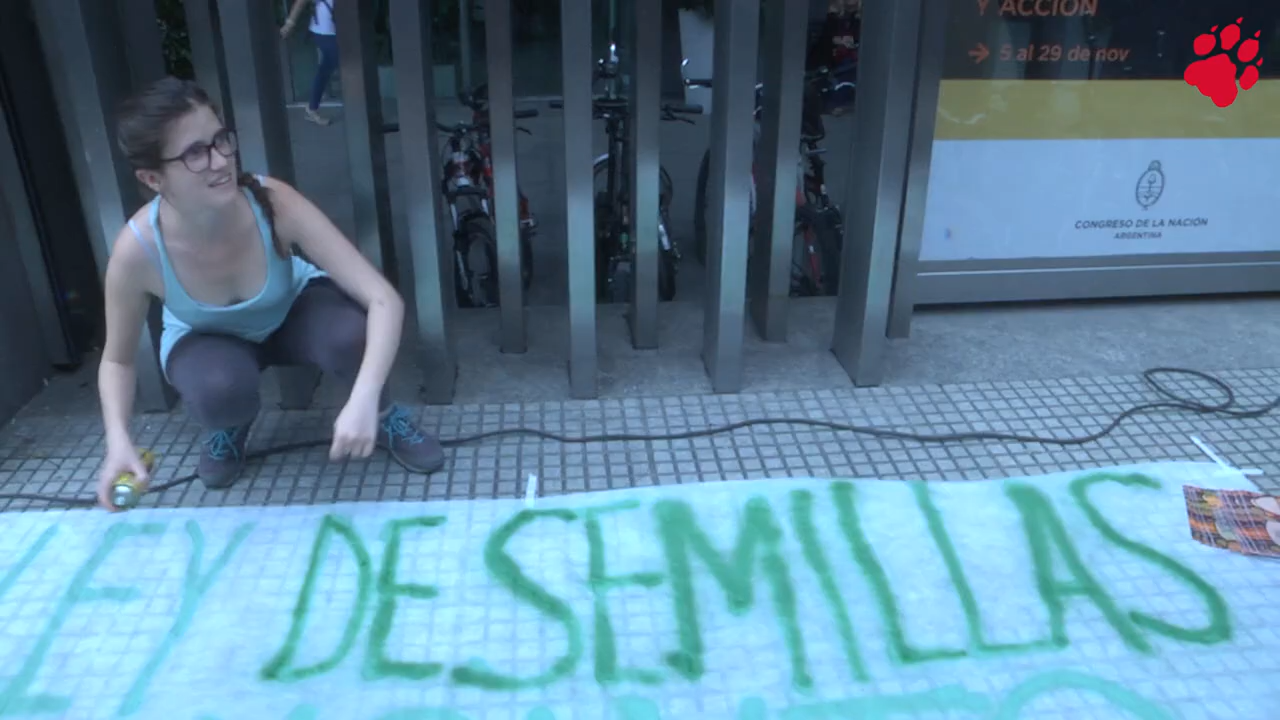 Y ACCIÓN
→ 5 al 29 de nov
CONGRESO DE LA NACIÓN
ARGENTINA
LEY DE SEMILLAS